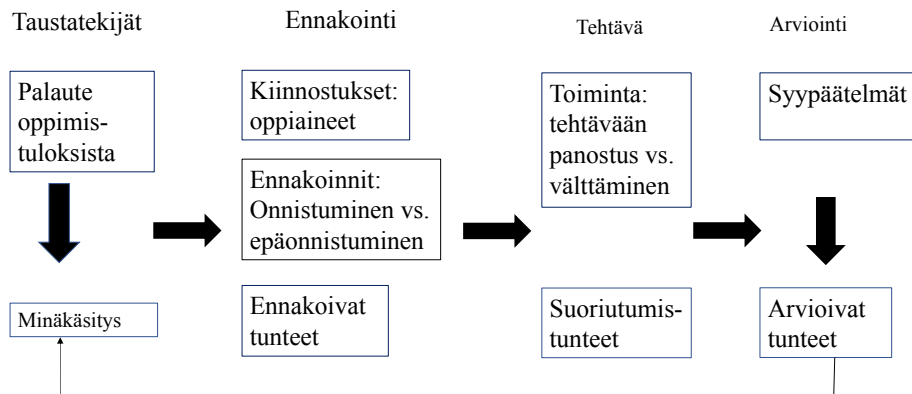 Taustatekijät
Ennakointi
Tehtävä
Arviointi
Palaute
oppimis-
tuloksista
Minäkäsitys
Kiinnostukset:
oppiaineet
Ennakoinnit:
Onnistuminen vs.
epäonnistuminen
Ennakoivat
tunteet
Toiminta:
tehtävään
panostus vs.
välttäminen
Suoriutumis-
tunteet
Syypäätelmät
Arvioivat
tunteet